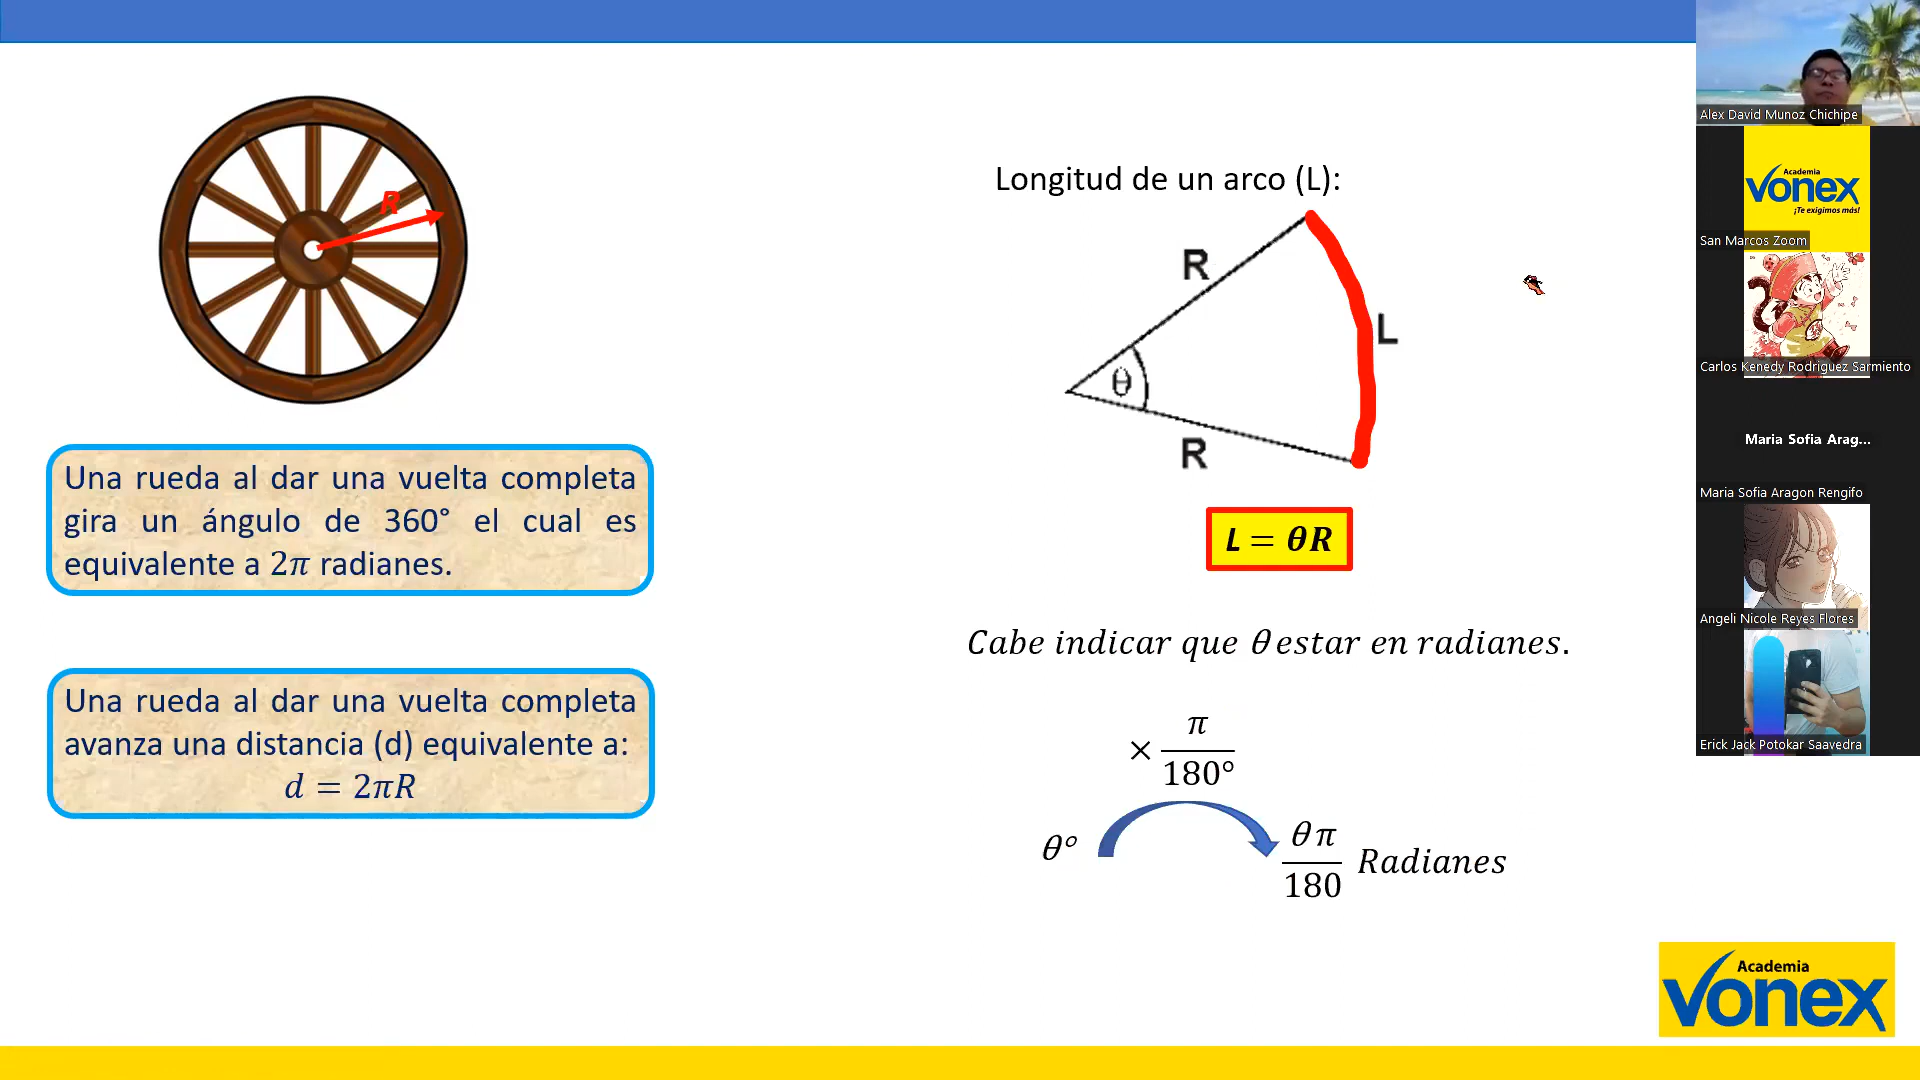 R
Una rueda al dar una vuelta completa
gira un ángulo de 360° el cual es
equivalente a 2π radianes.
Una rueda al dar una vuelta completa
avanza una distancia (d) equivalente a:
d = 2πR
Longitud de un arco (L):
R
L
θ
R
L = θR
Cabe indicar que θ estar en radianes.
× π/180°
θ° θπ/180 Radianes
Academia
vonex
Alex David Munoz Chichipe
Academia
vonex
¡Te exigimos más!
San Marcos Zoom
Carlos Kenedy Rodriguez Sarmiento
Maria Sofia Arag...
Maria Sofia Aragon Rengifo
Angeli Nicole Reyes Flores
Erick Jack Potokar Saavedra